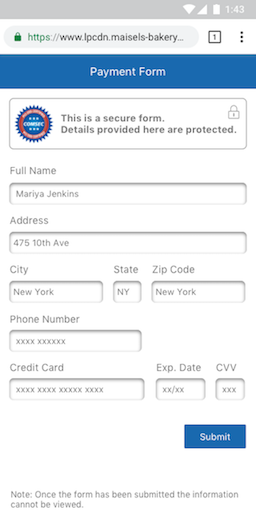 1:43
https://www.lpcdn.maisels-bakery...
1
Payment Form
COMSEC
This is a secure form.
Details provided here are protected.
Full Name
Mariya Jenkins
Address
475 10th Ave
City State Zip Code
New York NY New York
Phone Number
xxxx xxxxxx
Credit Card Exp. Date CVV
xxxx xxxx xxxxx xxxx xx/xx xxx
Submit
Note: Once the form has been submitted the information
cannot be viewed.